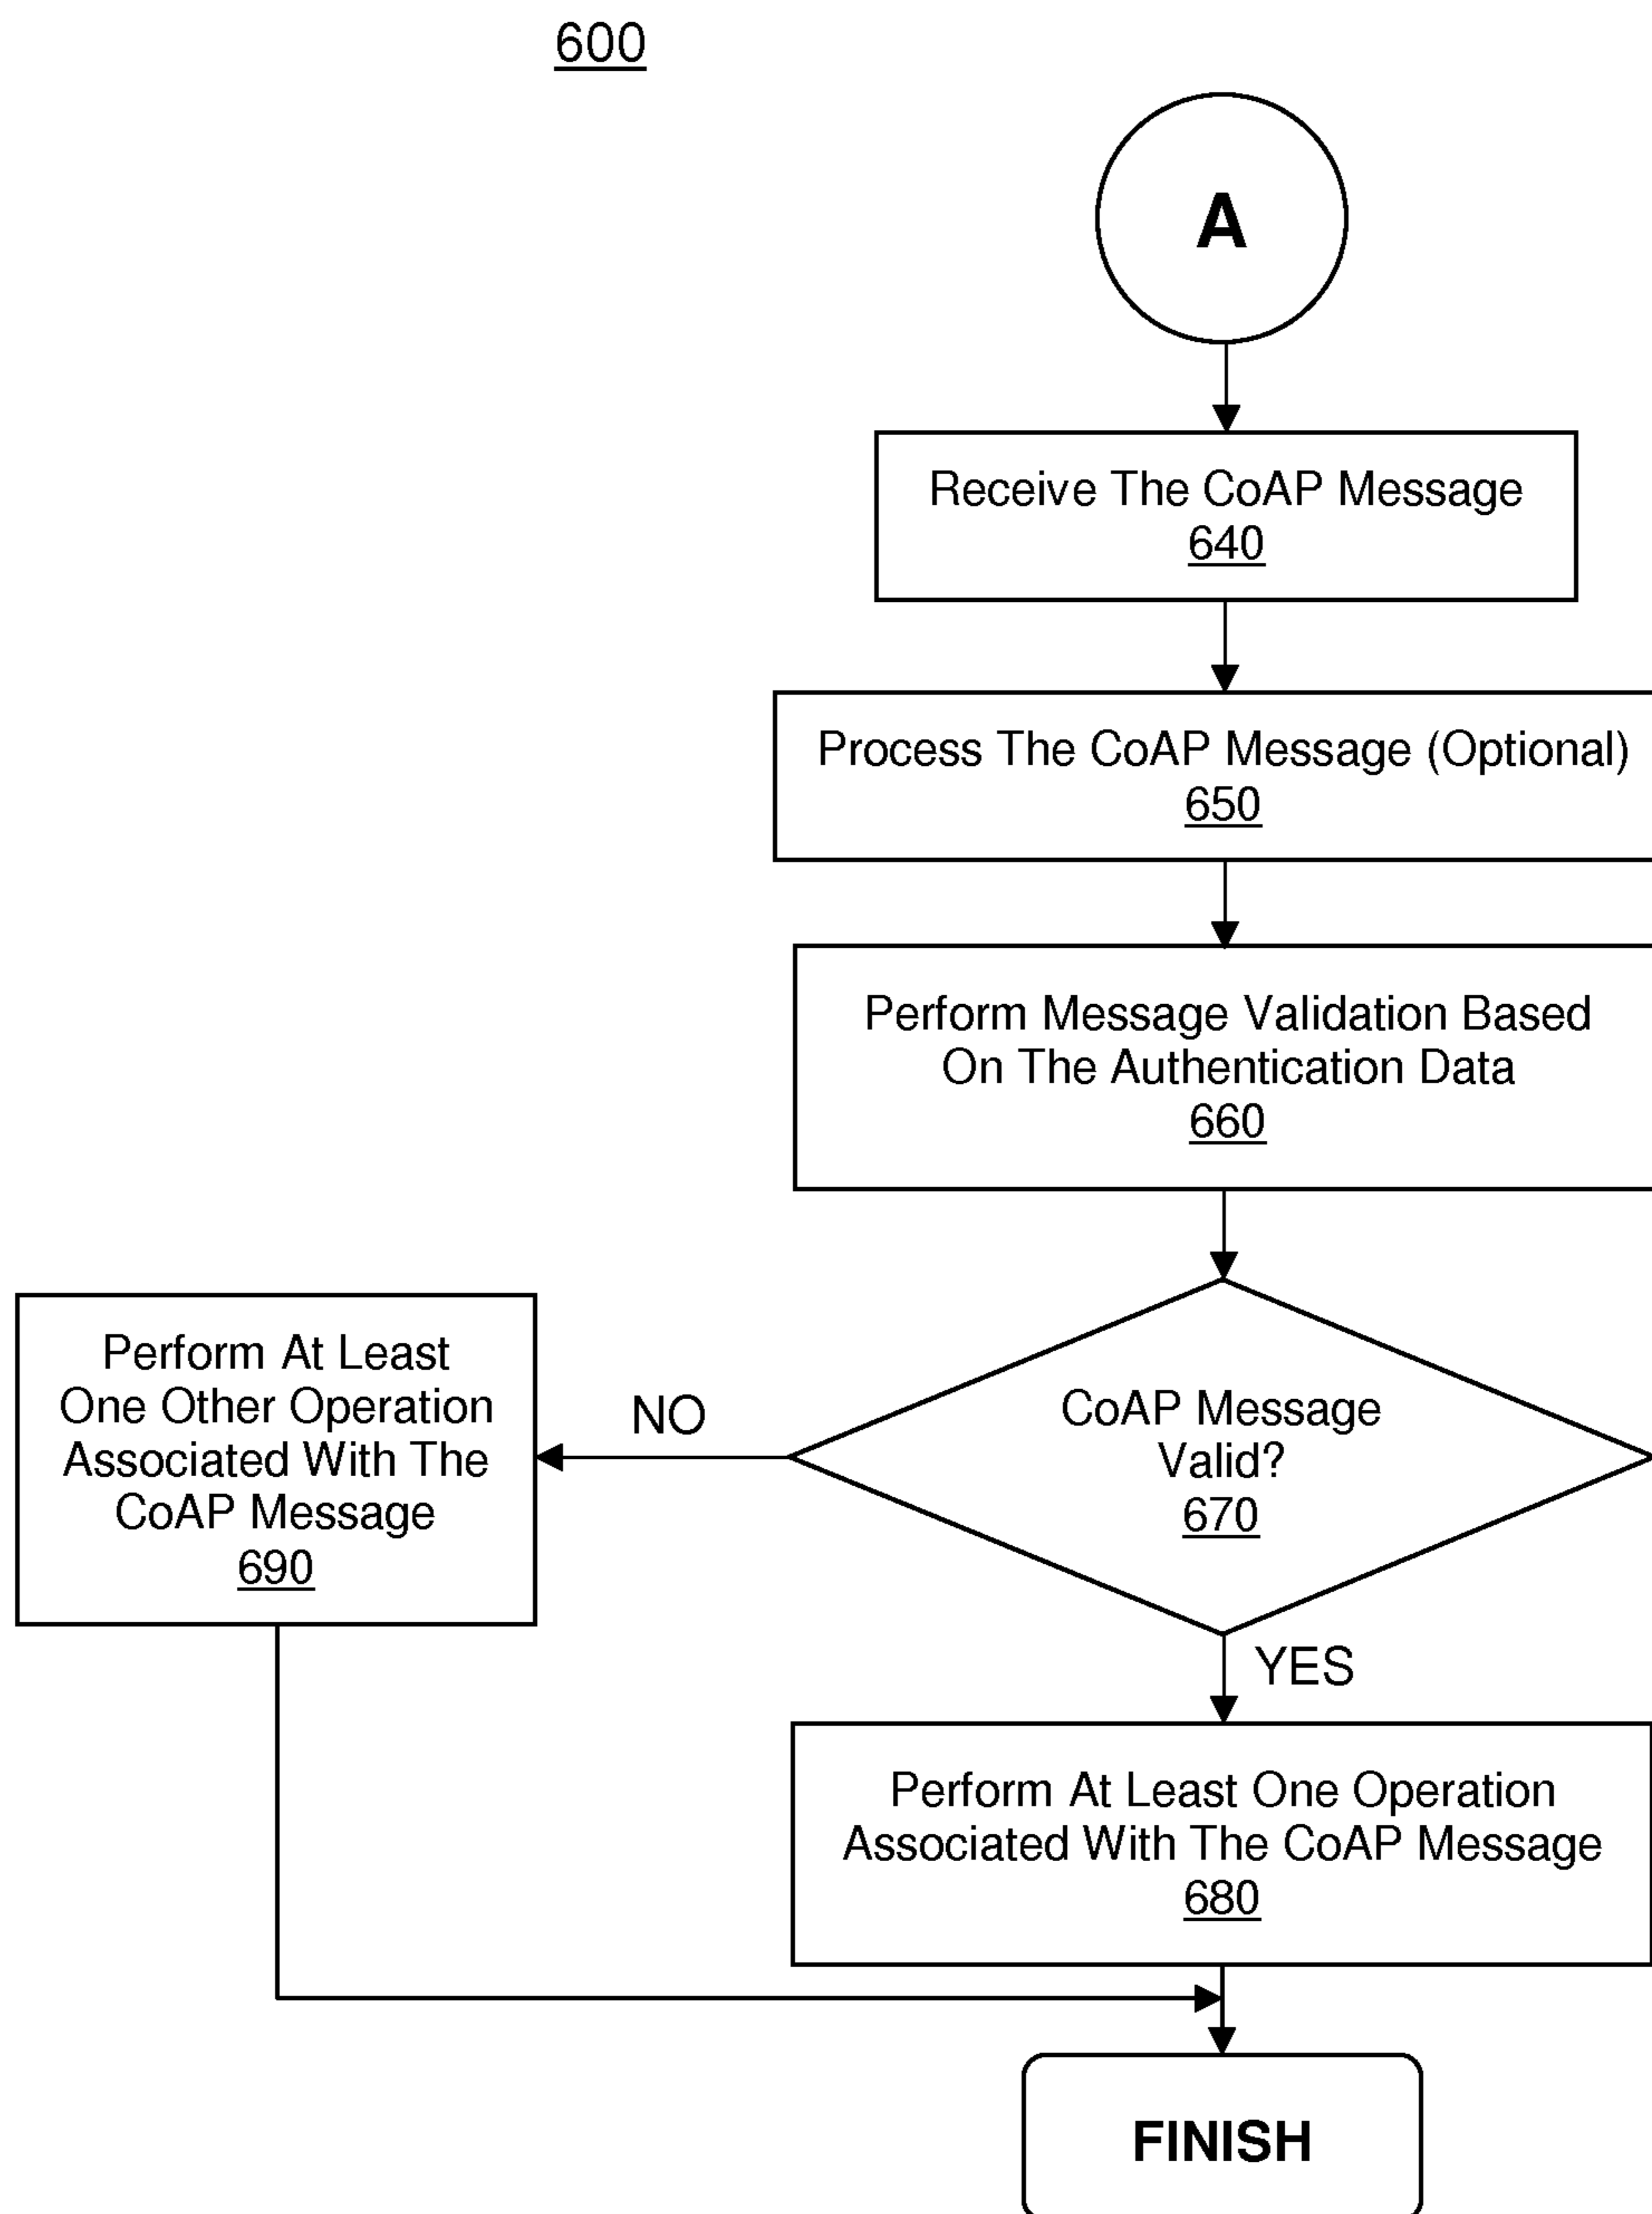 600
A
Receive The CoAP Message
640
Process The CoAP Message (Optional)
650
Perform Message Validation Based
On The Authentication Data
660
CoAP Message
Valid?
670
NO
Perform At Least
One Other Operation
Associated With The
CoAP Message
690
YES
Perform At Least One Operation
Associated With The CoAP Message
680
FINISH